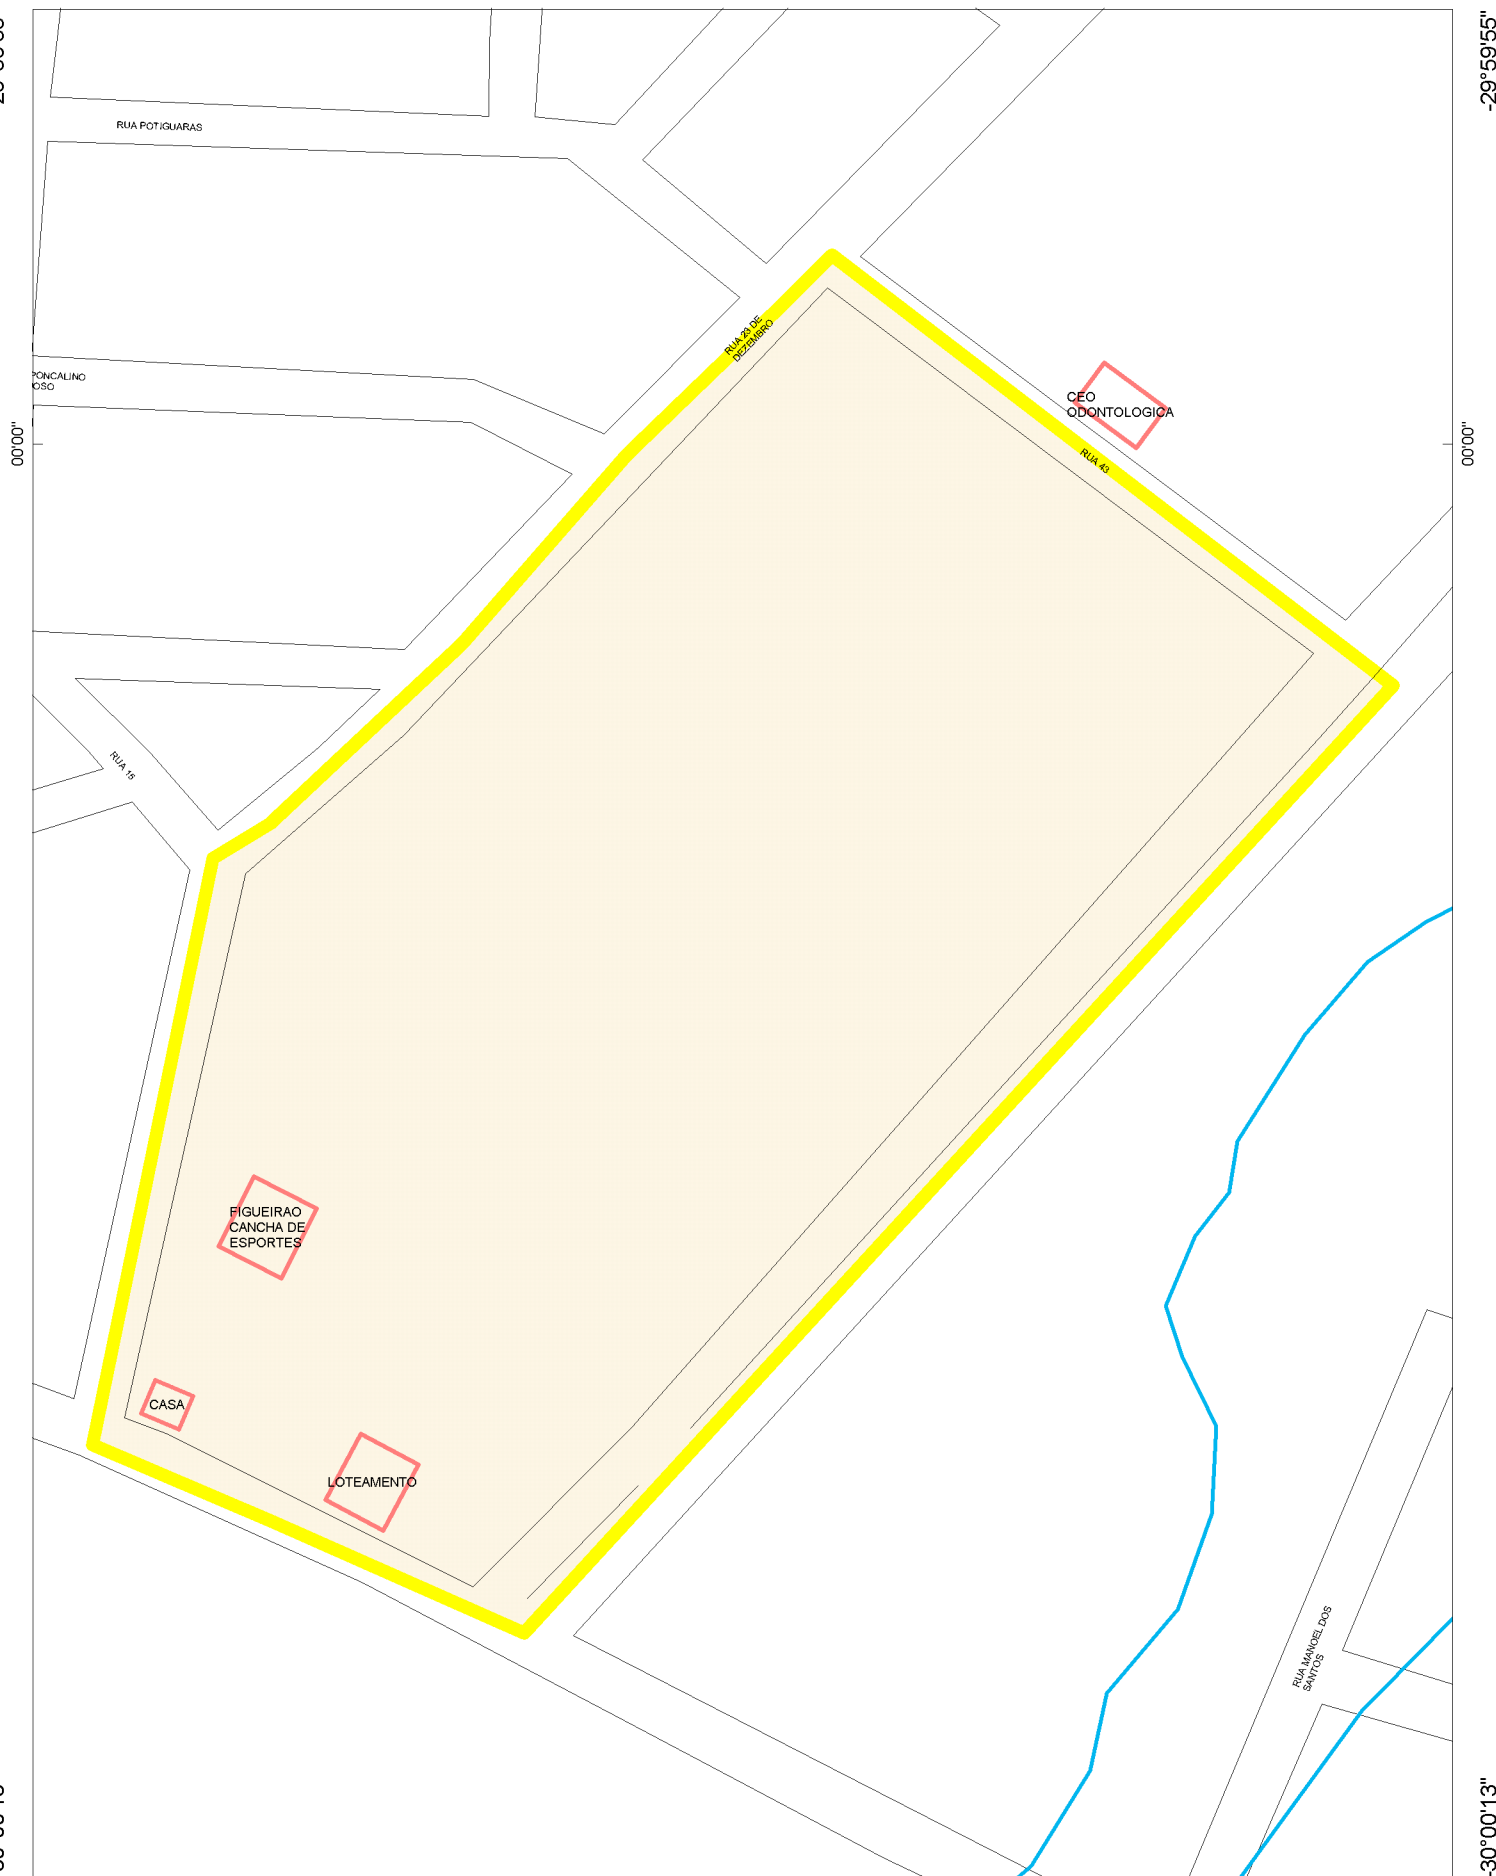 -29°59'55"
RUA POTIGUARAS
RUA 23 DE
DEZEMBRO
PONCALINO
OSO
CEO
ODONTOLOGICA
00'00"
00'00"
RUA 43
RUA 15
FIGUEIRAO
CANCHA DE
ESPORTES
CASA
LOTEAMENTO
RUA MANOEL DOS
SANTOS
-30°00'13"